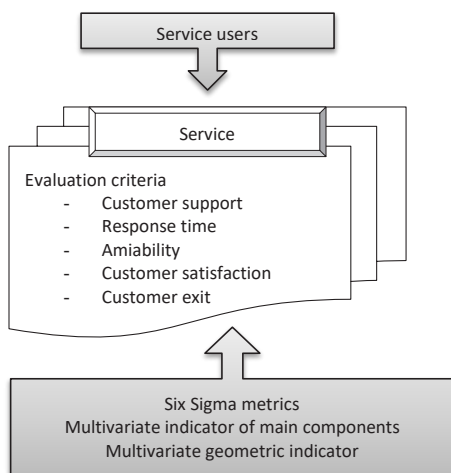 Service users
Service
Evaluation criteria
- Customer support
- Response time
- Amiability
- Customer satisfaction
- Customer exit
Six Sigma metrics
Multivariate indicator of main components
Multivariate geometric indicator